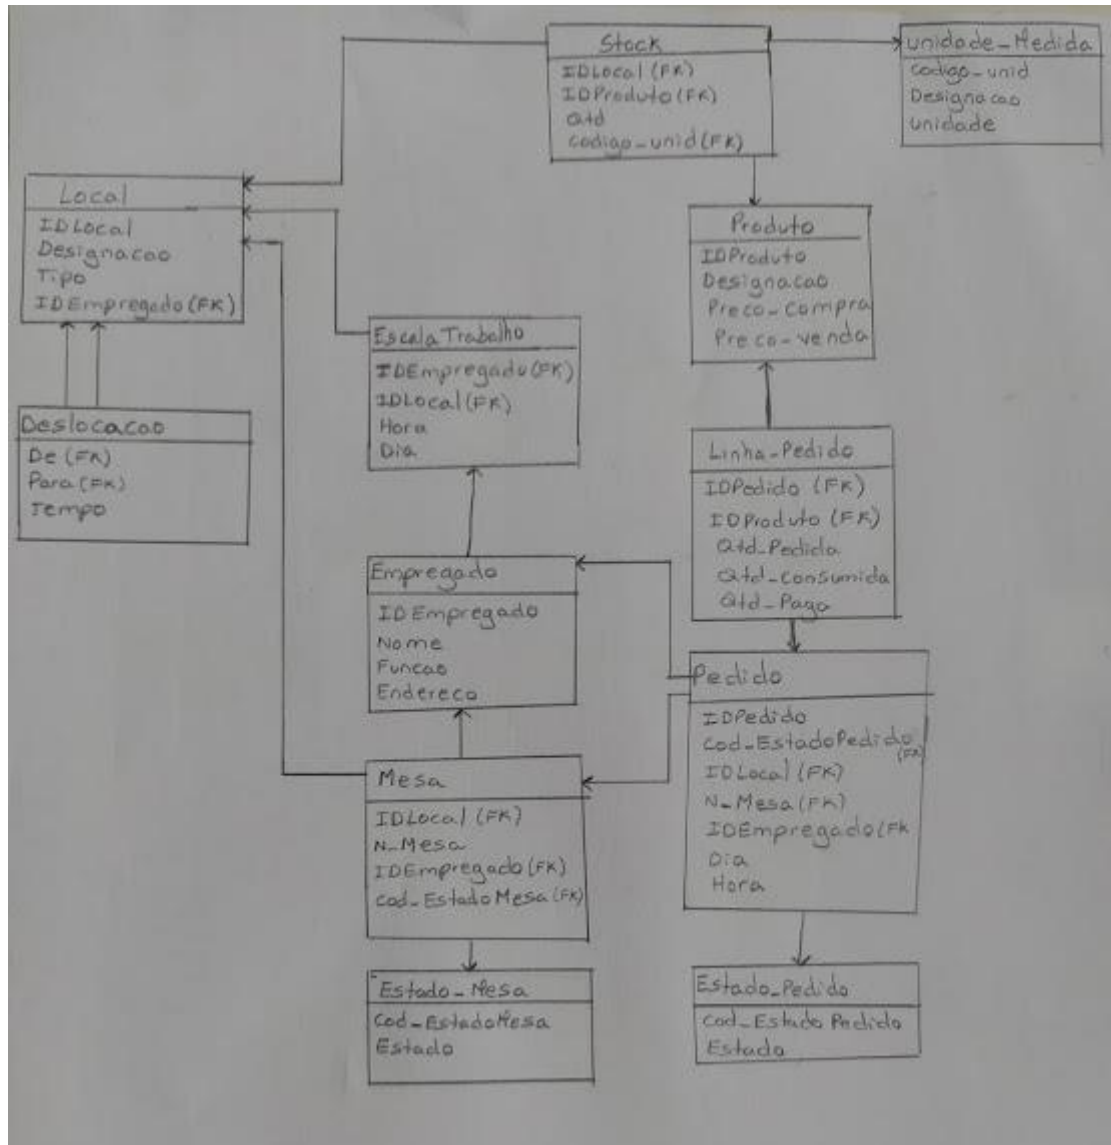 Stock
IDLocal (FK)
IDProduto (FK)
Qtd
Codigo_unid (FK)
Unidade_Medida
Codigo_unid
Designacao
unidade
Local
IDLocal
Designacao
Tipo
IDEmpregado (FK)
Produto
IDProduto
Designacao
Preco_Compra
Preco_venda
Escala Trabalho
IDEmpregado (FK)
IDLocal (FK)
Hora
Dia
Deslocacao
De (FK)
Para (FK)
Tempo
Linha_Pedido
IDPedido (FK)
IDProduto (FK)
Qtd_Pedida
Qtd_Consumida
Qtd_Paga
Empregado
IDEmpregado
Nome
Funcao
Endereco
Pedido
IDPedido
Cod_EstadoPedido (FK)
IDLocal (FK)
N_Mesa (FK)
IDEmpregado (FK
Dia
Hora
Mesa
IDLocal (FK)
N_Mesa
IDEmpregado (FK)
Cod_Estado Mesa (FK)
Estado_Mesa
Cod_EstadoMesa
Estado
Estado_Pedido
Cod_Estado Pedido
Estado